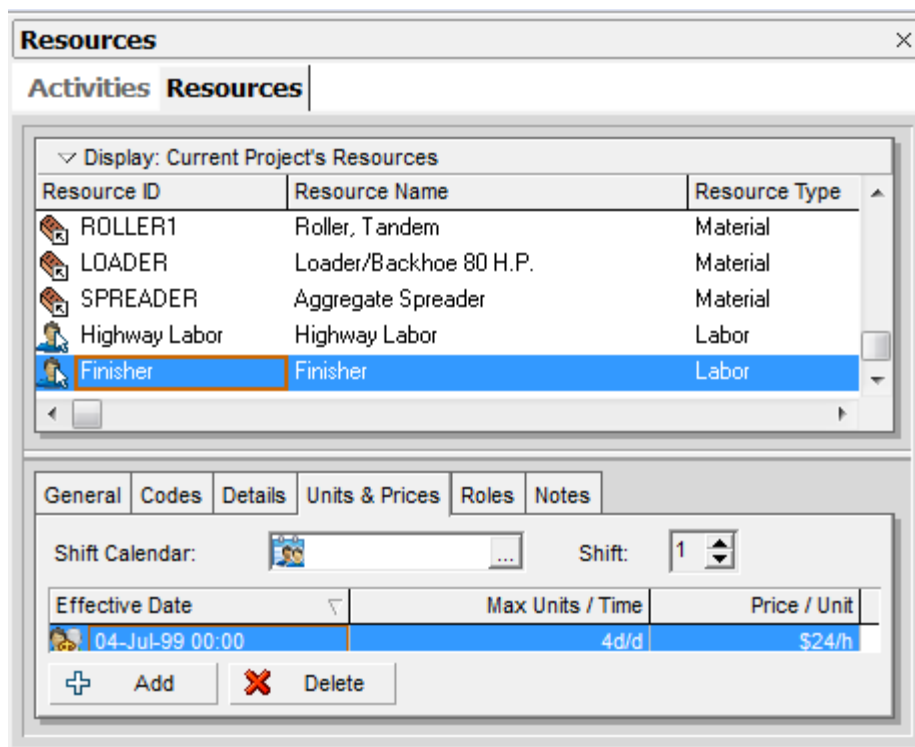 Resources
Activities Resources
Display: Current Project's Resources
Resource ID Resource Name Resource Type
ROLLER1 Roller, Tandem Material
LOADER Loader/Backhoe 80 H.P. Material
SPREADER Aggregate Spreader Material
Highway Labor Highway Labor Labor
Finisher Finisher Labor
General Codes Details Units & Prices Roles Notes
Shift Calendar: ... Shift: 1
Effective Date Max Units / Time Price / Unit
04-Jul-99 00:00 4d/d $24/h
Add Delete